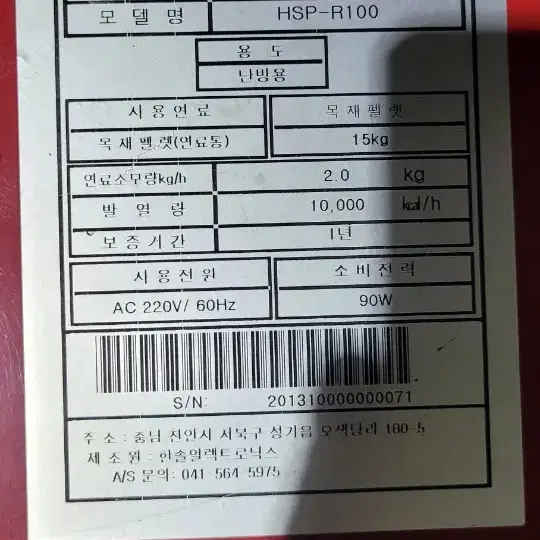 모델명 HSP-R100
용 도
난방용
사용연료 목재펠렛
목재펠렛(연료통) 15kg
연료소모량kg/h 2.0 kg
발 열 량 10,000 kcal/h
보증기간 1년
사용전원 소비전력
AC 220V/ 60Hz 90W
S/N: 201310000000071
주 소 : 충남 천안시 서북구 성거읍 오색당리 180-5
제 조 원 : 한솔일렉트로닉스
A/S 문의: 041-564-5975